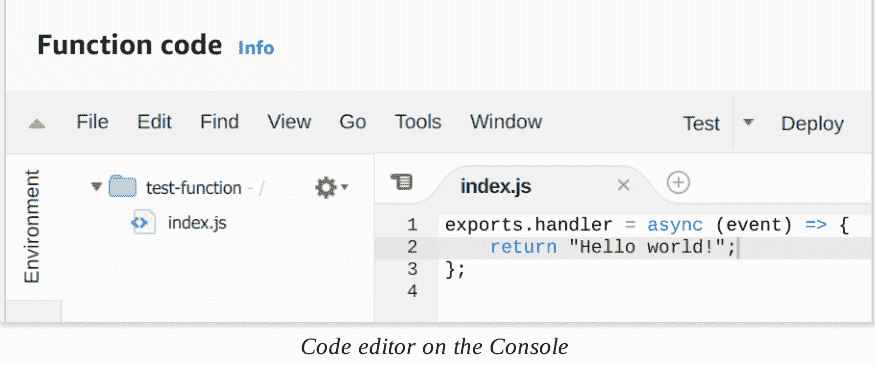 Function code Info
File Edit Find View Go Tools Window Test Deploy
Environment
test-function - /
index.js
index.js
1 exports.handler = async (event) => {
2     return "Hello world!";
3 };
4
Code editor on the Console